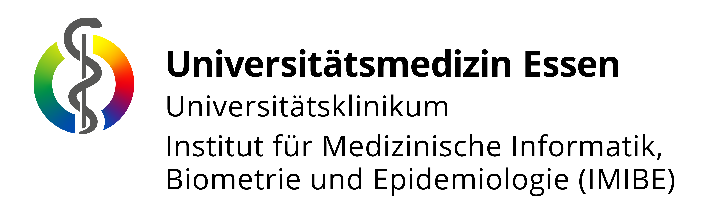 Universitätsmedizin Essen
Universitätsklinikum
Institut für Medizinische Informatik,
Biometrie und Epidemiologie (IMIBE)